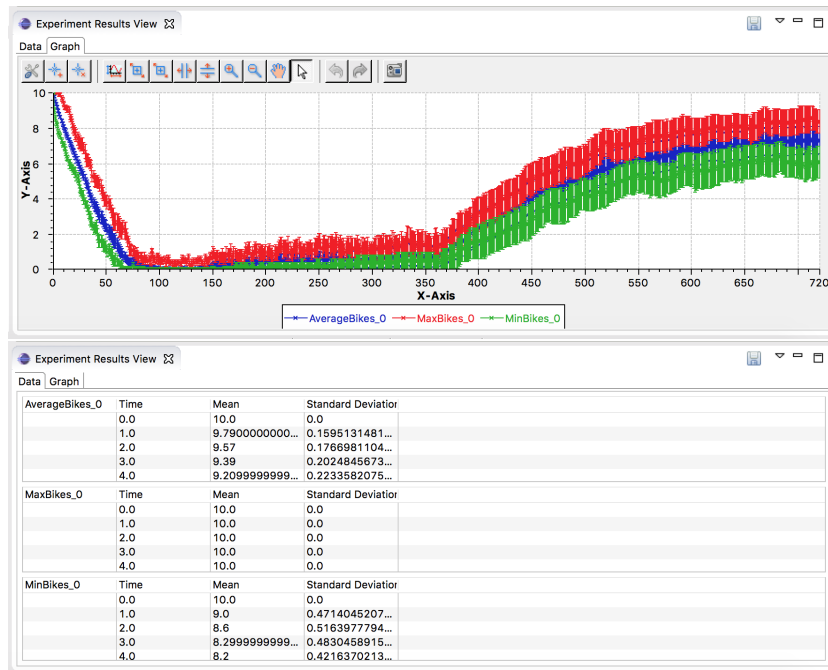 Experiment Results View
Data Graph
10
8
6
4
2
0
Y-Axis
0 50 100 150 200 250 300 350 400 450 500 550 600 650 720
X-Axis
AverageBikes_0 MaxBikes_0 MinBikes_0
Experiment Results View
Data Graph
AverageBikes_0 Time Mean Standard Deviation
0.0 10.0 0.0
1.0 9.7900000000... 0.1595131481...
2.0 9.57 0.1766981104...
3.0 9.39 0.2024845673...
4.0 9.2099999999... 0.2233582075...
MaxBikes_0 Time Mean Standard Deviation
0.0 10.0 0.0
1.0 10.0 0.0
2.0 10.0 0.0
3.0 10.0 0.0
4.0 10.0 0.0
MinBikes_0 Time Mean Standard Deviation
0.0 10.0 0.0
1.0 9.0 0.4714045207...
2.0 8.6 0.5163977794...
3.0 8.2999999999... 0.4830458915...
4.0 8.2 0.4216370213...